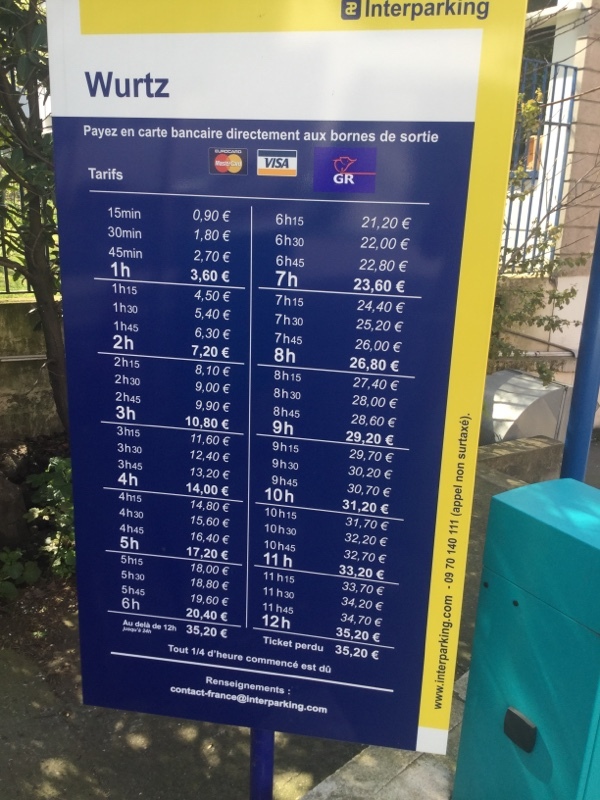 æ Interparking
Wurtz
Payez en carte bancaire directement aux bornes de sortie
EUROCARD
MasterCard
VISA
GR
Tarifs
15min 0,90 €
30min 1,80 €
45min 2,70 €
1h 3,60 €
1h15 4,50 €
1h30 5,40 €
1h45 6,30 €
2h 7,20 €
2h15 8,10 €
2h30 9,00 €
2h45 9,90 €
3h 10,80 €
3h15 11,60 €
3h30 12,40 €
3h45 13,20 €
4h 14,00 €
4h15 14,80 €
4h30 15,60 €
4h45 16,40 €
5h 17,20 €
5h15 18,00 €
5h30 18,80 €
5h45 19,60 €
6h 20,40 €
Au delà de 12h 35,20 €
jusqu'à 24h
6h15 21,20 €
6h30 22,00 €
6h45 22,80 €
7h 23,60 €
7h15 24,40 €
7h30 25,20 €
7h45 26,00 €
8h 26,80 €
8h15 27,40 €
8h30 28,00 €
8h45 28,60 €
9h 29,20 €
9h15 29,70 €
9h30 30,20 €
9h45 30,70 €
10h 31,20 €
10h15 31,70 €
10h30 32,20 €
10h45 32,70 €
11h 33,20 €
11h15 33,70 €
11h30 34,20 €
11h45 34,70 €
12h 35,20 €
Ticket perdu 35,20 €
Tout 1/4 d'heure commencé est dû
Renseignements :
contact-france@interparking.com
www.interparking.com - 09 70 140 111 (appel non surtaxé).